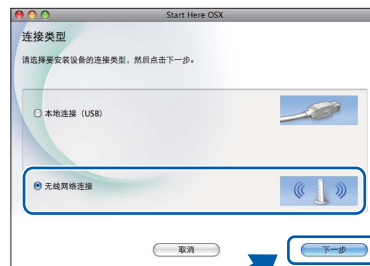 Start Here OSX
连接类型
请选择要安装设备的连接类型，然后点击下一步。
本地连接（USB）
无线网络连接
取消
下一步